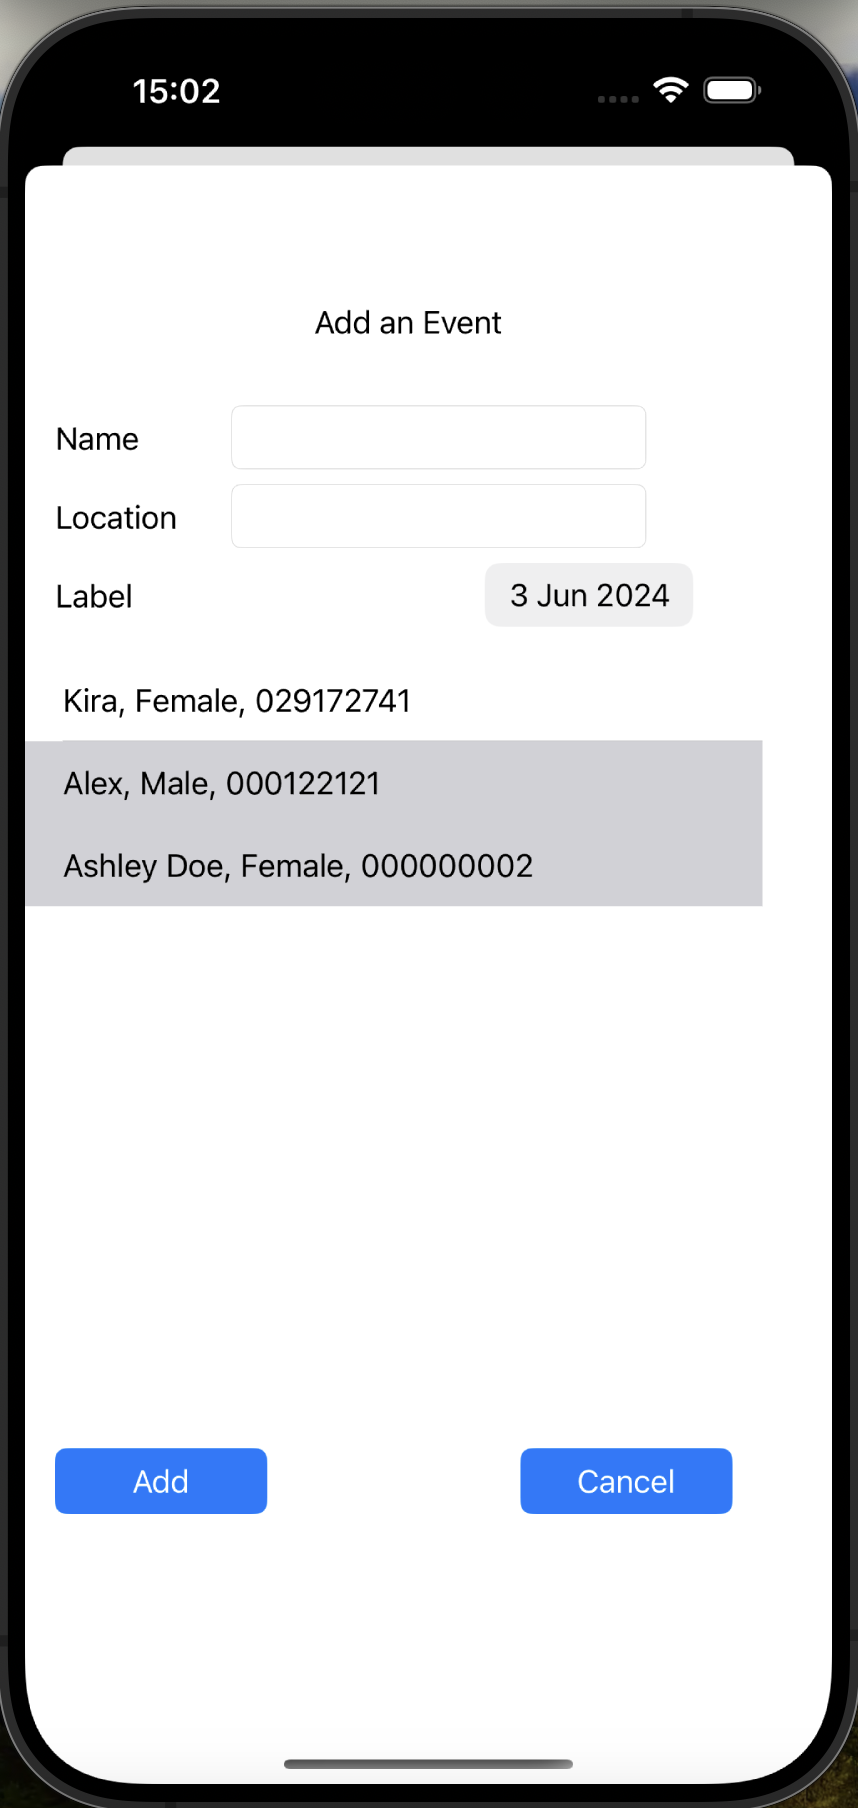 15:02
Add an Event
Name
Location
Label 3 Jun 2024
Kira, Female, 029172741
Alex, Male, 000122121
Ashley Doe, Female, 000000002
Add Cancel